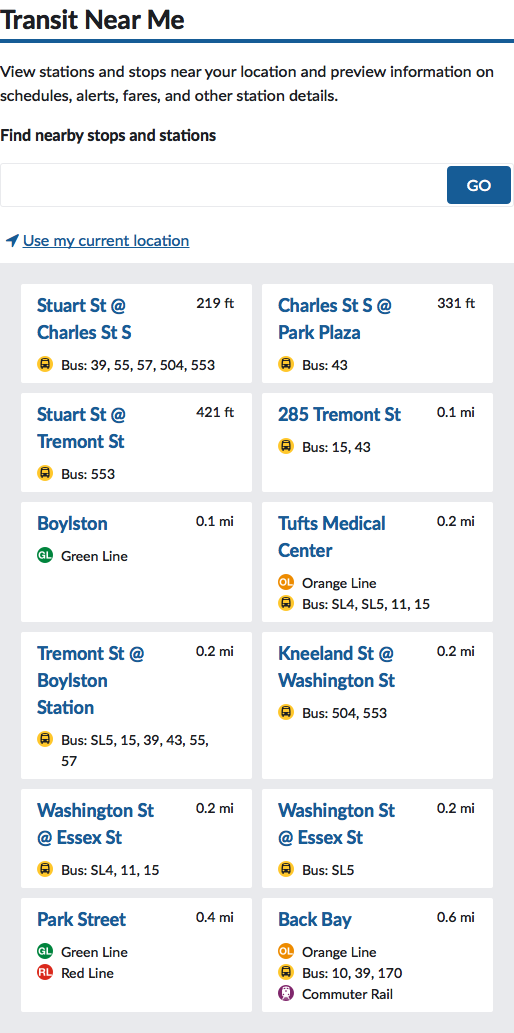 Transit Near Me
View stations and stops near your location and preview information on
schedules, alerts, fares, and other station details.
Find nearby stops and stations
GO
Use my current location
Stuart St @
Charles St S
219 ft
Bus: 39, 55, 57, 504, 553
Charles St S @
Park Plaza
331 ft
Bus: 43
Stuart St @
Tremont St
421 ft
Bus: 553
285 Tremont St
0.1 mi
Bus: 15, 43
Boylston
0.1 mi
GL Green Line
Tufts Medical
Center
0.2 mi
OL Orange Line
Bus: SL4, SL5, 11, 15
Tremont St @
Boylston
Station
0.2 mi
Bus: SL5, 15, 39, 43, 55,
57
Kneeland St @
Washington St
0.2 mi
Bus: 504, 553
Washington St
@ Essex St
0.2 mi
Bus: SL4, 11, 15
Washington St
@ Essex St
0.2 mi
Bus: SL5
Park Street
0.4 mi
GL Green Line
RL Red Line
Back Bay
0.6 mi
OL Orange Line
Bus: 10, 39, 170
Commuter Rail